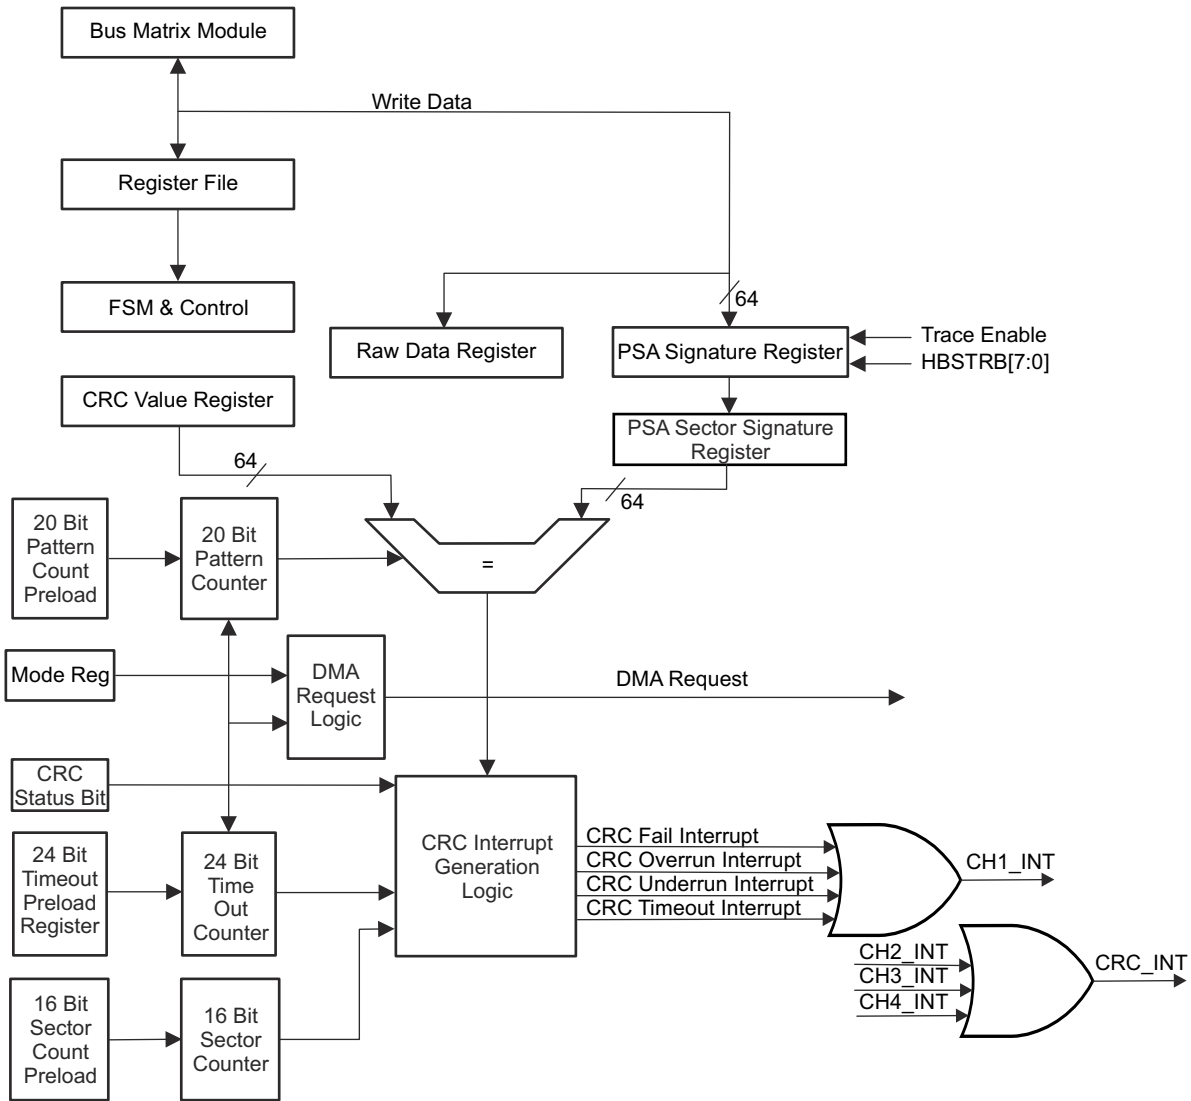 Bus Matrix Module
Write Data
Register File
FSM & Control
64
Raw Data Register
PSA Signature Register
Trace Enable
HBSTRB[7:0]
CRC Value Register
PSA Sector Signature
Register
64
64
20 Bit
Pattern
Count
Preload
20 Bit
Pattern
Counter
=
Mode Reg
DMA
Request
Logic
DMA Request
CRC
Status Bit
24 Bit
Timeout
Preload
Register
24 Bit
Time
Out
Counter
CRC Interrupt
Generation
Logic
CRC Fail Interrupt
CRC Overrun Interrupt
CRC Underrun Interrupt
CRC Timeout Interrupt
CH1_INT
CH2_INT
CH3_INT
CH4_INT
CRC_INT
16 Bit
Sector
Count
Preload
16 Bit
Sector
Counter